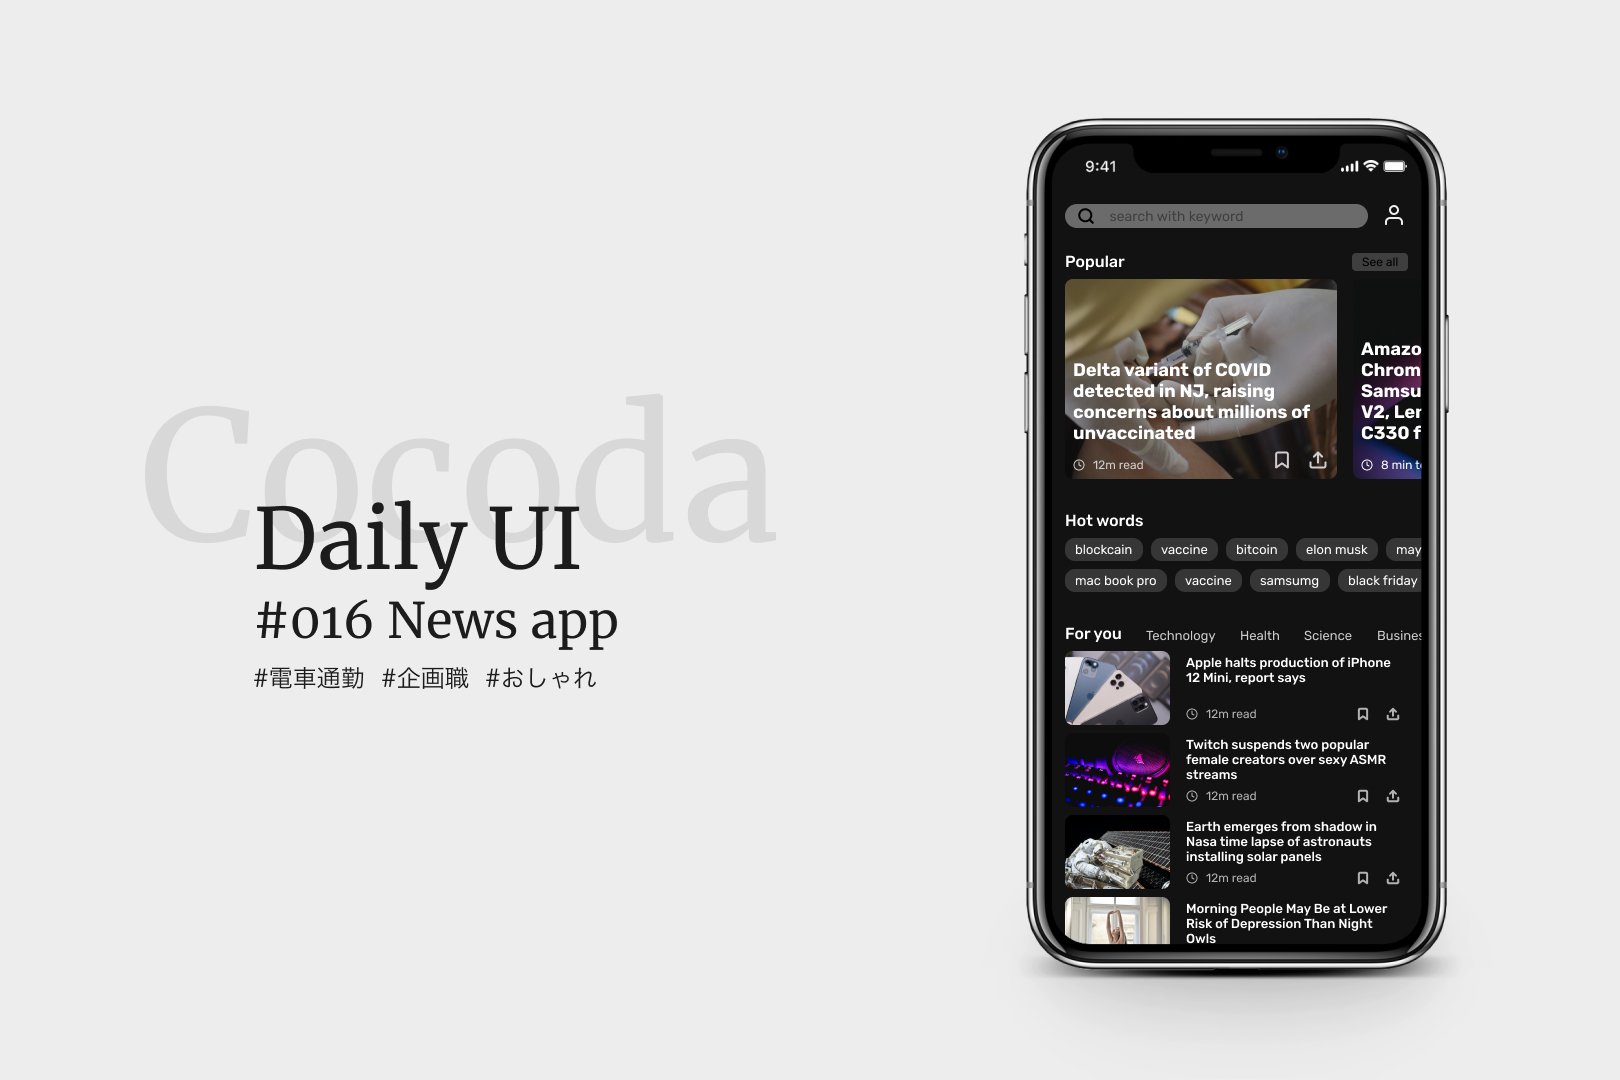 Cocoda
Daily UI
#016 News app
#電車通勤 #企画職 #おしゃれ
9:41
search with keyword
Popular
See all
Delta variant of COVID
detected in NJ, raising
concerns about millions of
unvaccinated
12m read
Amazo
Chrom
Samsu
V2, Ler
C330 f
8 min t
Hot words
blockcain vaccine bitcoin elon musk may
mac book pro vaccine samsumg black friday
For you Technology Health Science Busines
Apple halts production of iPhone
12 Mini, report says
12m read
Twitch suspends two popular
female creators over sexy ASMR
streams
12m read
Earth emerges from shadow in
Nasa time lapse of astronauts
installing solar panels
12m read
Morning People May Be at Lower
Risk of Depression Than Night
Owls